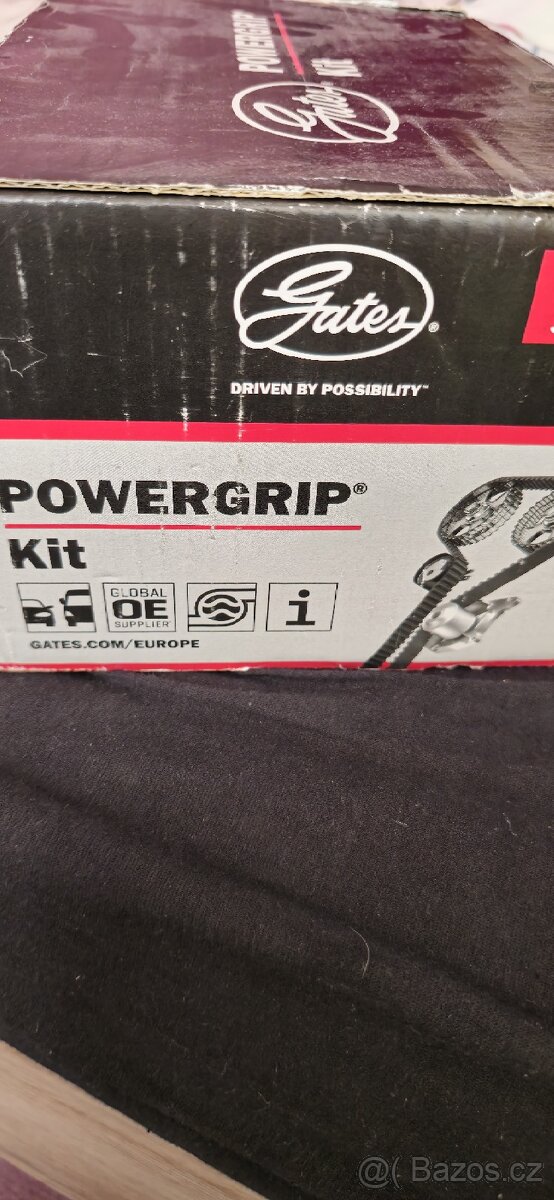 POWERGRIP
Kit
Gates
Gates®
DRIVEN BY POSSIBILITY™
POWERGRIP®
Kit
GLOBAL
OE
SUPPLIER
i
GATES.COM/EUROPE
@( Bazos.cz